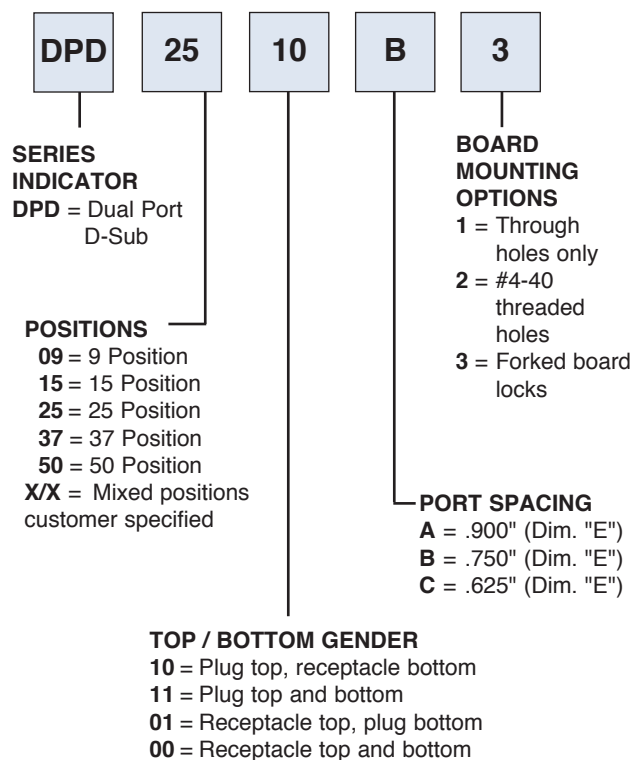 DPD 25 10 B 3
SERIES
INDICATOR
DPD = Dual Port
D-Sub
BOARD
MOUNTING
OPTIONS
1 = Through
holes only
2 = #4-40
threaded
holes
3 = Forked board
locks
POSITIONS
09 = 9 Position
15 = 15 Position
25 = 25 Position
37 = 37 Position
50 = 50 Position
X/X = Mixed positions
customer specified
PORT SPACING
A = .900" (Dim. "E")
B = .750" (Dim. "E")
C = .625" (Dim. "E")
TOP / BOTTOM GENDER
10 = Plug top, receptacle bottom
11 = Plug top and bottom
01 = Receptacle top, plug bottom
00 = Receptacle top and bottom